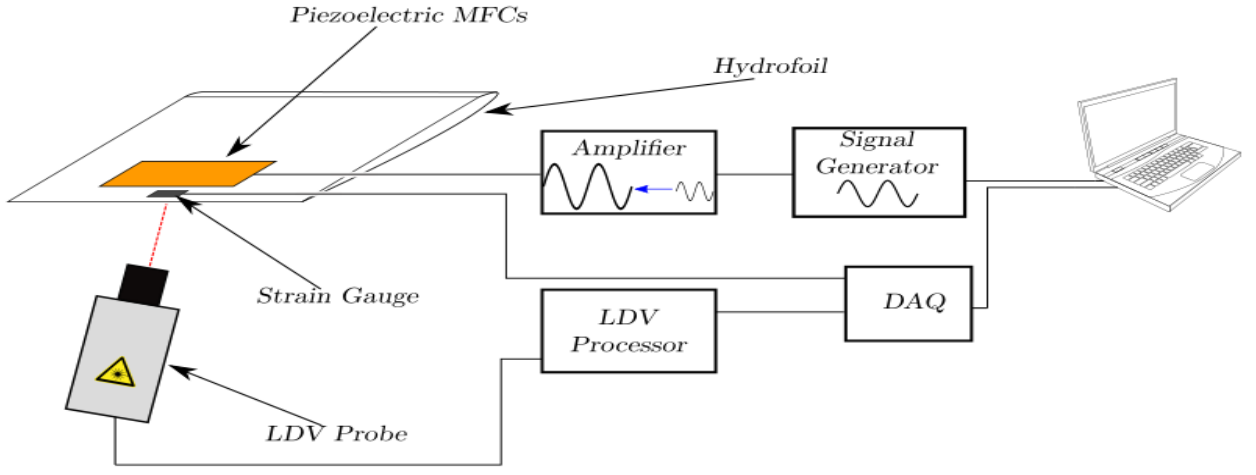 Piezoelectric MFCs
Hydrofoil
Amplifier
Signal
Generator
Strain Gauge
DAQ
LDV
Processor
LDV Probe